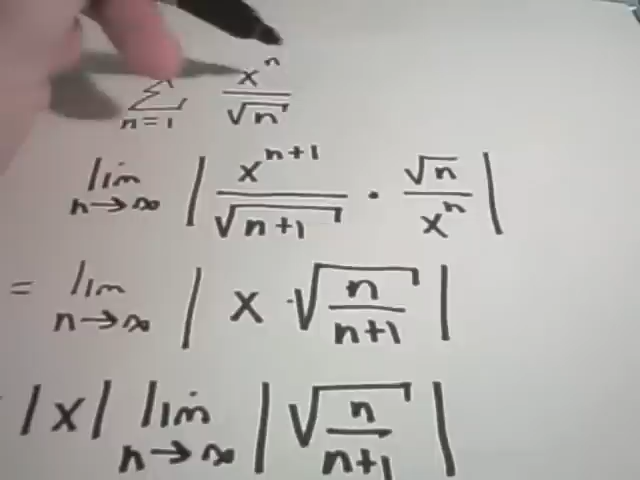 ∑ n=1 x^n / √n
lim n→∞ | x^(n+1) / √(n+1) · √n / x^n |
= lim n→∞ | x · √(n/(n+1)) |
|x| lim n→∞ | √(n/(n+1)) |